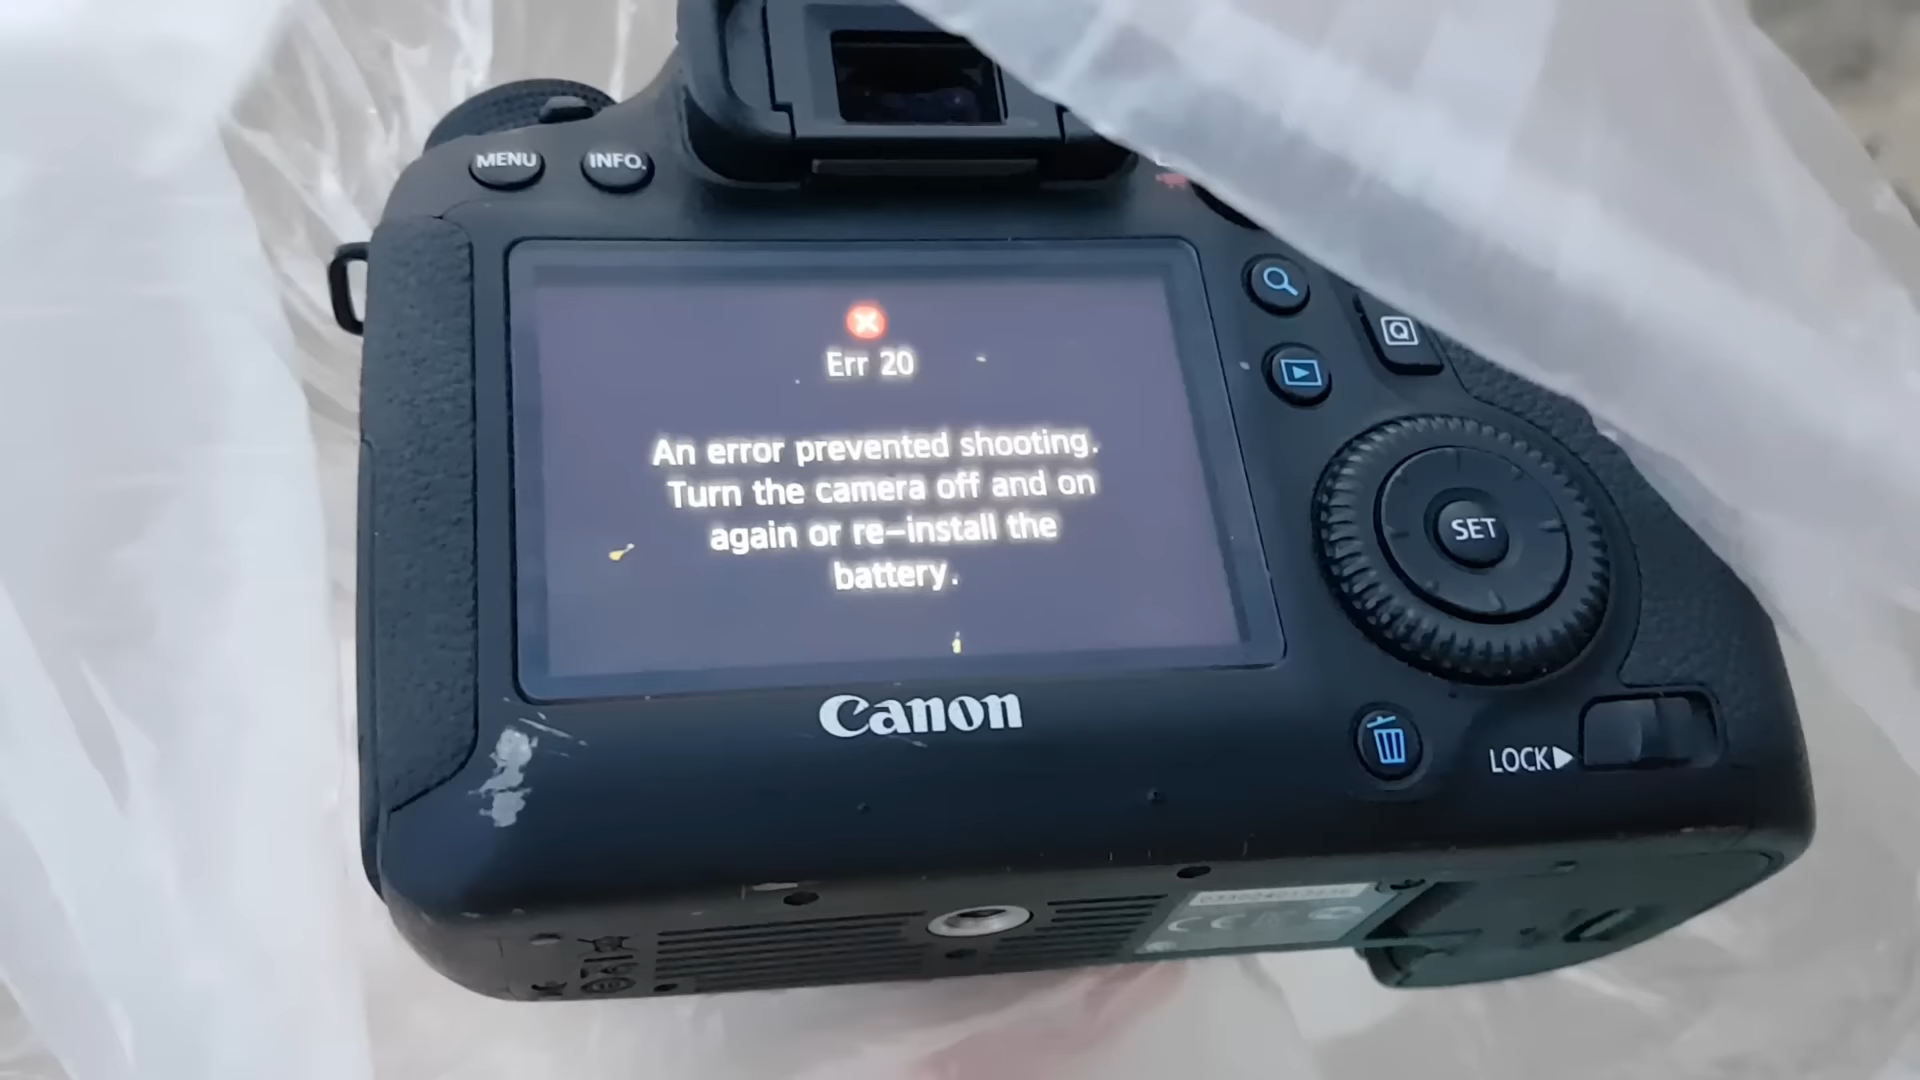 MENU INFO.
Q
Err 20
An error prevented shooting.
Turn the camera off and on
again or re-install the
battery.
SET
Canon
LOCK